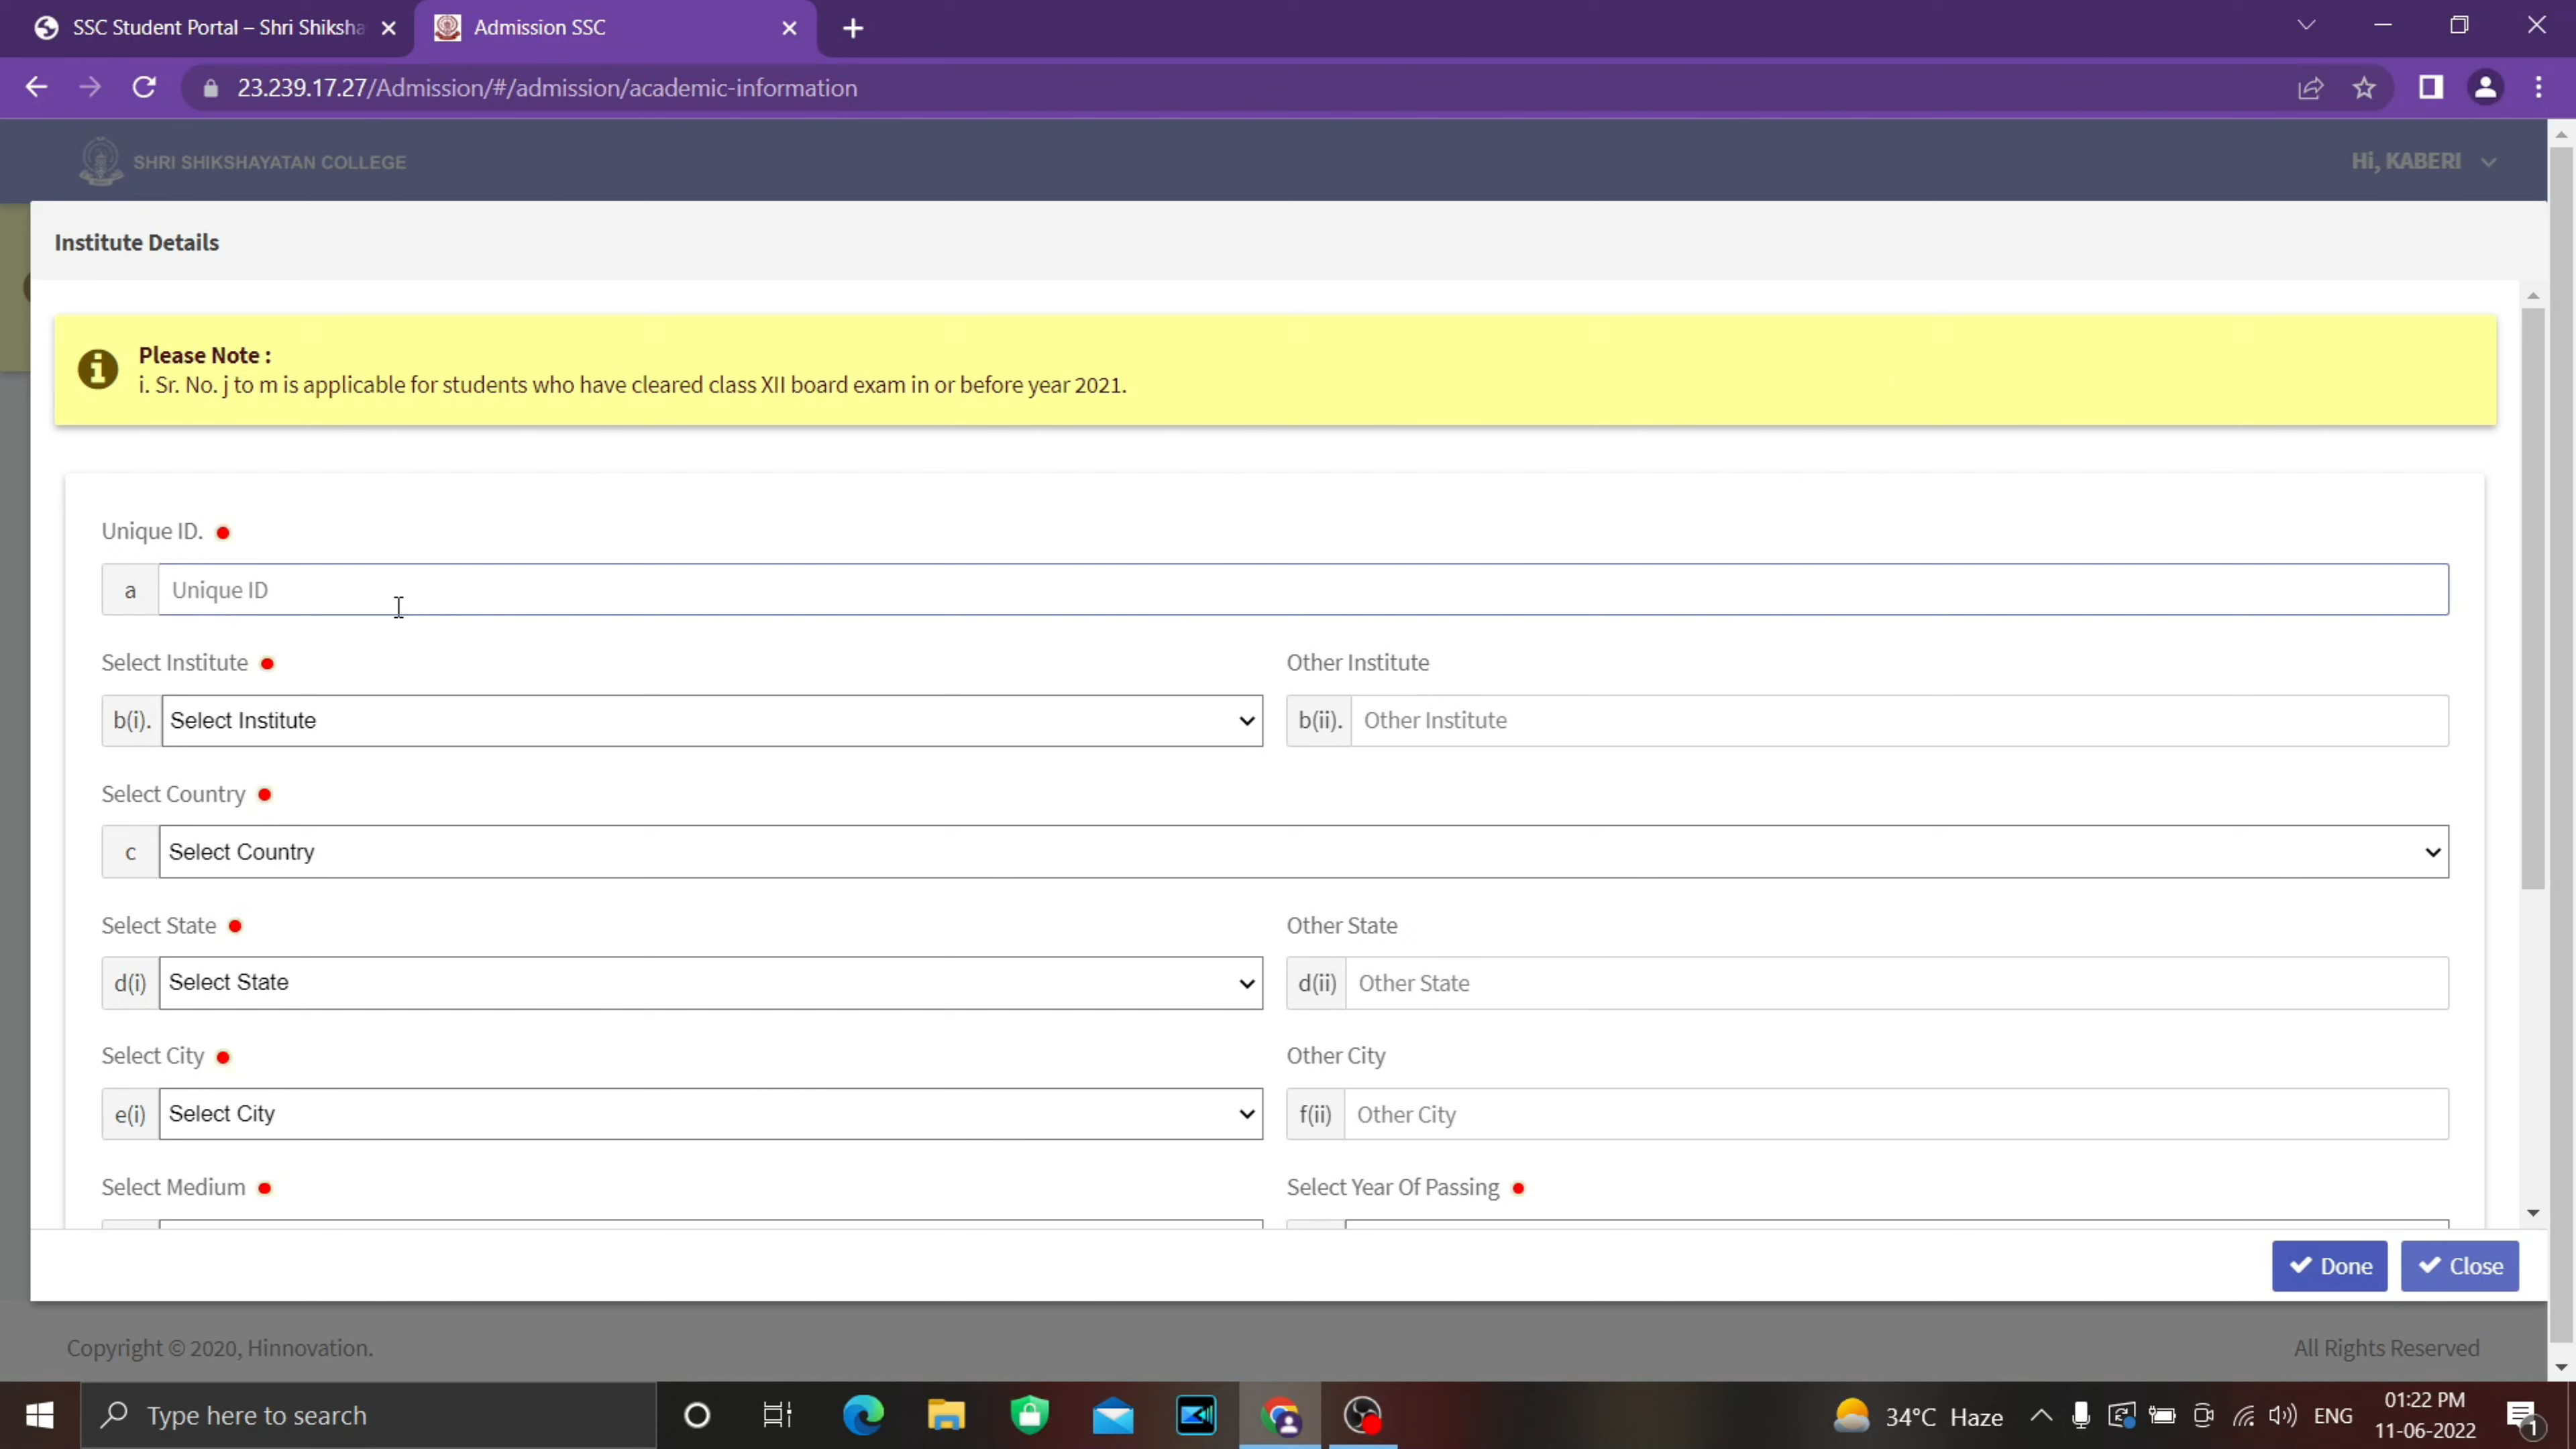 SSC Student Portal – Shri Shiksha
Admission SSC
23.239.17.27/Admission/#/admission/academic-information
SHRI SHIKSHAYATAN COLLEGE
Hi, KABERI
Institute Details
Please Note :
i. Sr. No. j to m is applicable for students who have cleared class XII board exam in or before year 2021.
Unique ID.
a Unique ID
Select Institute Other Institute
b(i). Select Institute b(ii). Other Institute
Select Country
c Select Country
Select State Other State
d(i) Select State d(ii) Other State
Select City Other City
e(i) Select City f(ii) Other City
Select Medium Select Year Of Passing
Done Close
Copyright © 2020, Hinnovation. All Rights Reserved
Type here to search
34°C Haze
ENG
01:22 PM
11-06-2022
1